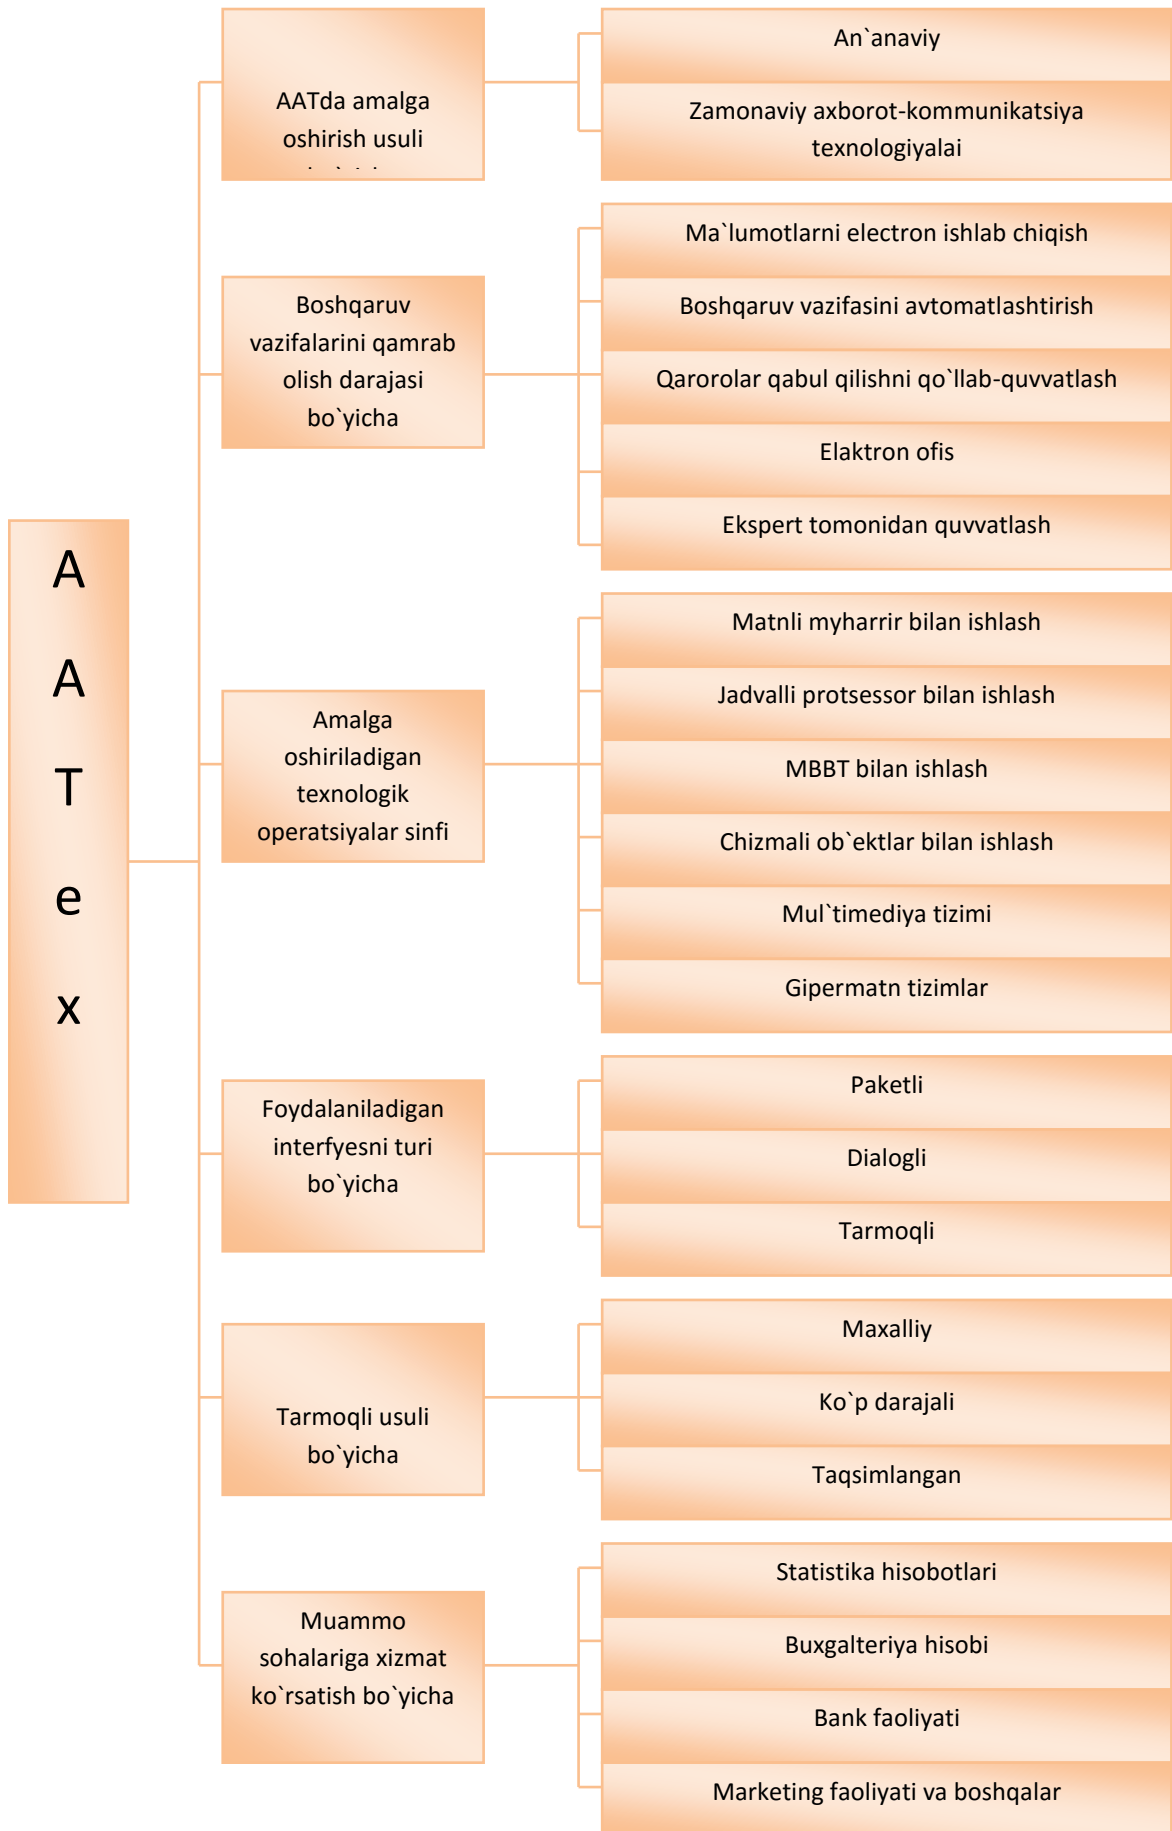 A
A
T
e
x
AATda amalga
oshirish usuli
An`anaviy
Zamonaviy axborot-kommunikatsiya
texnologiyalai
Boshqaruv
vazifalarini qamrab
olish darajasi
bo`yicha
Ma`lumotlarni electron ishlab chiqish
Boshqaruv vazifasini avtomatlashtirish
Qarorolar qabul qilishni qo`llab-quvvatlash
Elaktron ofis
Ekspert tomonidan quvvatlash
Amalga
oshiriladigan
texnologik
operatsiyalar sinfi
Matnli myharrir bilan ishlash
Jadvalli protsessor bilan ishlash
MBBT bilan ishlash
Chizmali ob`ektlar bilan ishlash
Mul`timediya tizimi
Gipermatn tizimlar
Foydalaniladigan
interfyesni turi
bo`yicha
Paketli
Dialogli
Tarmoqli
Tarmoqli usuli
bo`yicha
Maxalliy
Ko`p darajali
Taqsimlangan
Muammo
sohalariga xizmat
ko`rsatish bo`yicha
Statistika hisobotlari
Buxgalteriya hisobi
Bank faoliyati
Marketing faoliyati va boshqalar